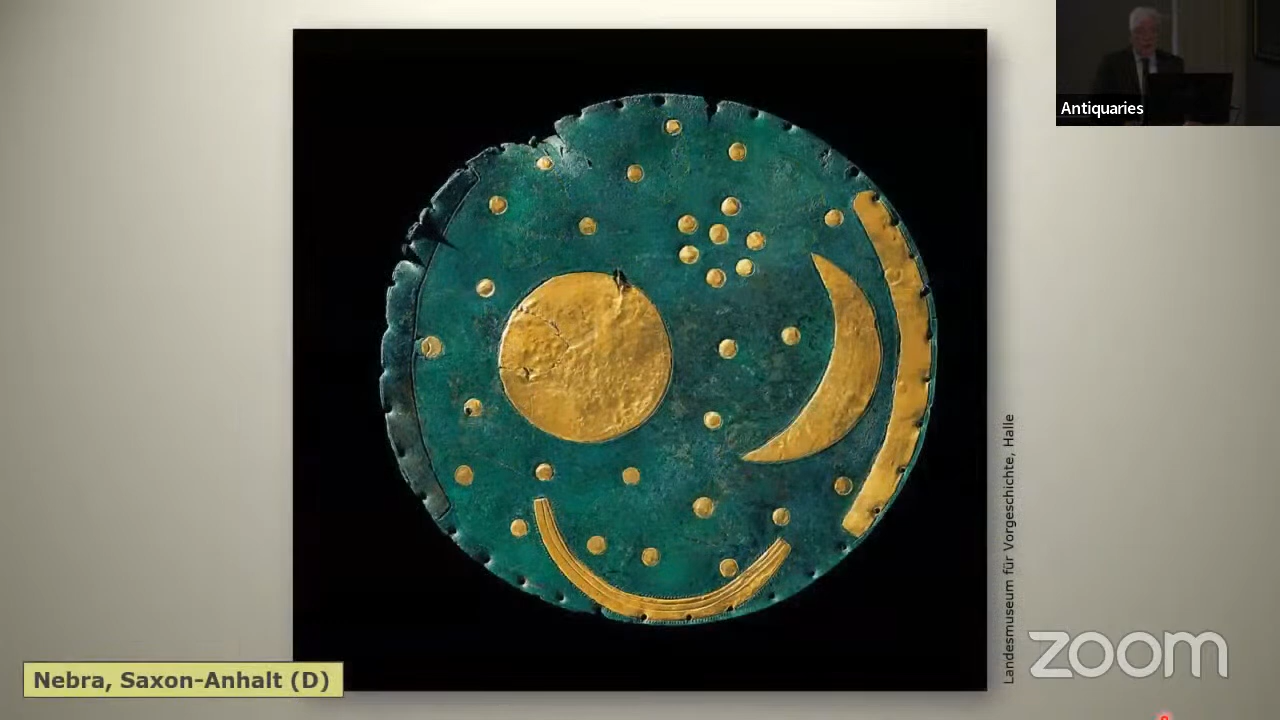 Antiquaries
Landesmuseum für Vorgeschichte, Halle
Nebra, Saxon-Anhalt (D)
zoom